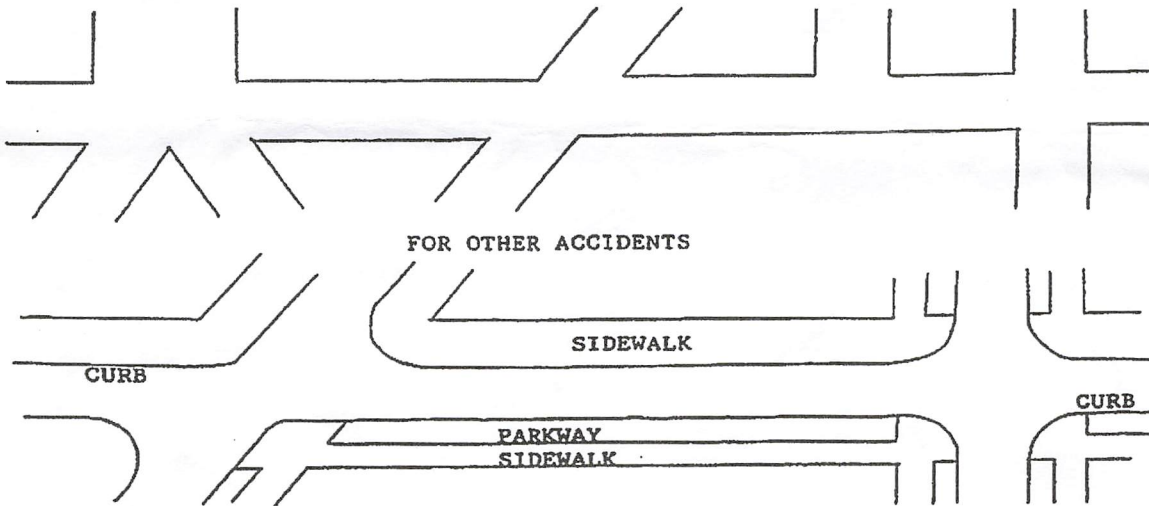 FOR OTHER ACCIDENTS
SIDEWALK
CURB
CURB
PARKWAY
SIDEWALK